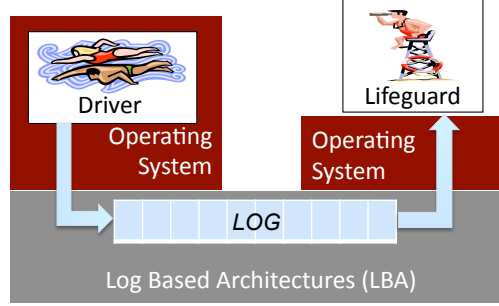 Driver
Lifeguard
Operating
System
Operating
System
LOG
Log Based Architectures (LBA)